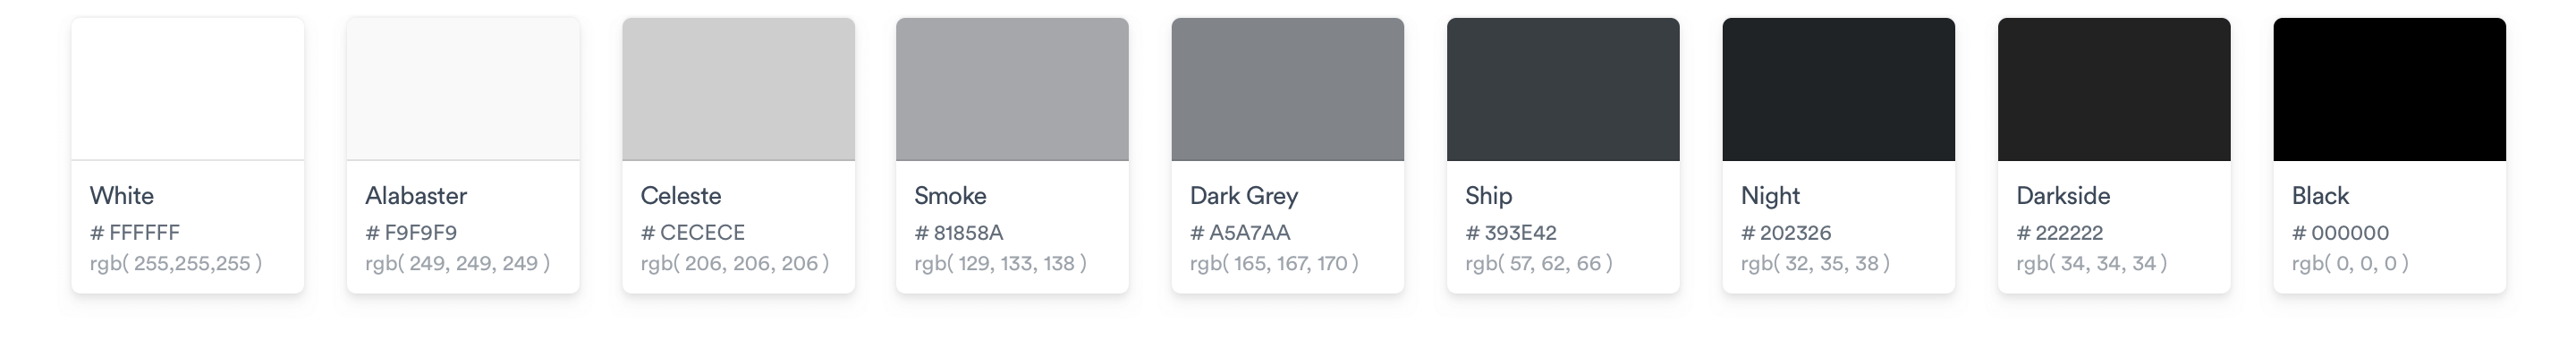 White
# FFFFFF
rgb( 255,255,255 )
Alabaster
# F9F9F9
rgb( 249, 249, 249 )
Celeste
# CECECE
rgb( 206, 206, 206 )
Smoke
# 81858A
rgb( 129, 133, 138 )
Dark Grey
# A5A7AA
rgb( 165, 167, 170 )
Ship
# 393E42
rgb( 57, 62, 66 )
Night
# 202326
rgb( 32, 35, 38 )
Darkside
# 222222
rgb( 34, 34, 34 )
Black
# 000000
rgb( 0, 0, 0 )